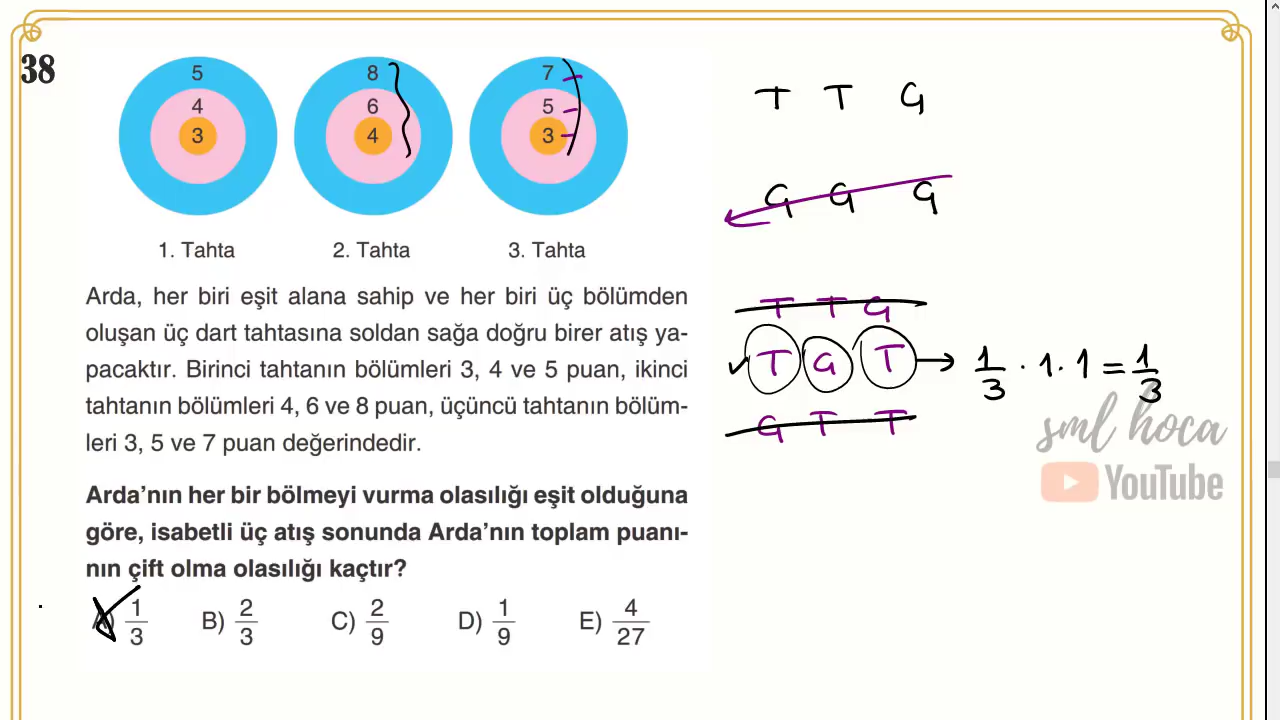 38
5 8 7
4 6 5
3 4 3
1. Tahta 2. Tahta 3. Tahta
Arda, her biri eşit alana sahip ve her biri üç bölümden
oluşan üç dart tahtasına soldan sağa doğru birer atış ya-
pacaktır. Birinci tahtanın bölümleri 3, 4 ve 5 puan, ikinci
tahtanın bölümleri 4, 6 ve 8 puan, üçüncü tahtanın bölüm-
leri 3, 5 ve 7 puan değerindedir.
Arda’nın her bir bölmeyi vurma olasılığı eşit olduğuna
göre, isabetli üç atış sonunda Arda’nın toplam puanı-
nın çift olma olasılığı kaçtır?
A) 1/3 B) 2/3 C) 2/9 D) 1/9 E) 4/27
T T G
G G G
T T G
T G T → 1/3 · 1 · 1 = 1/3
G T T
sml hoca
YouTube